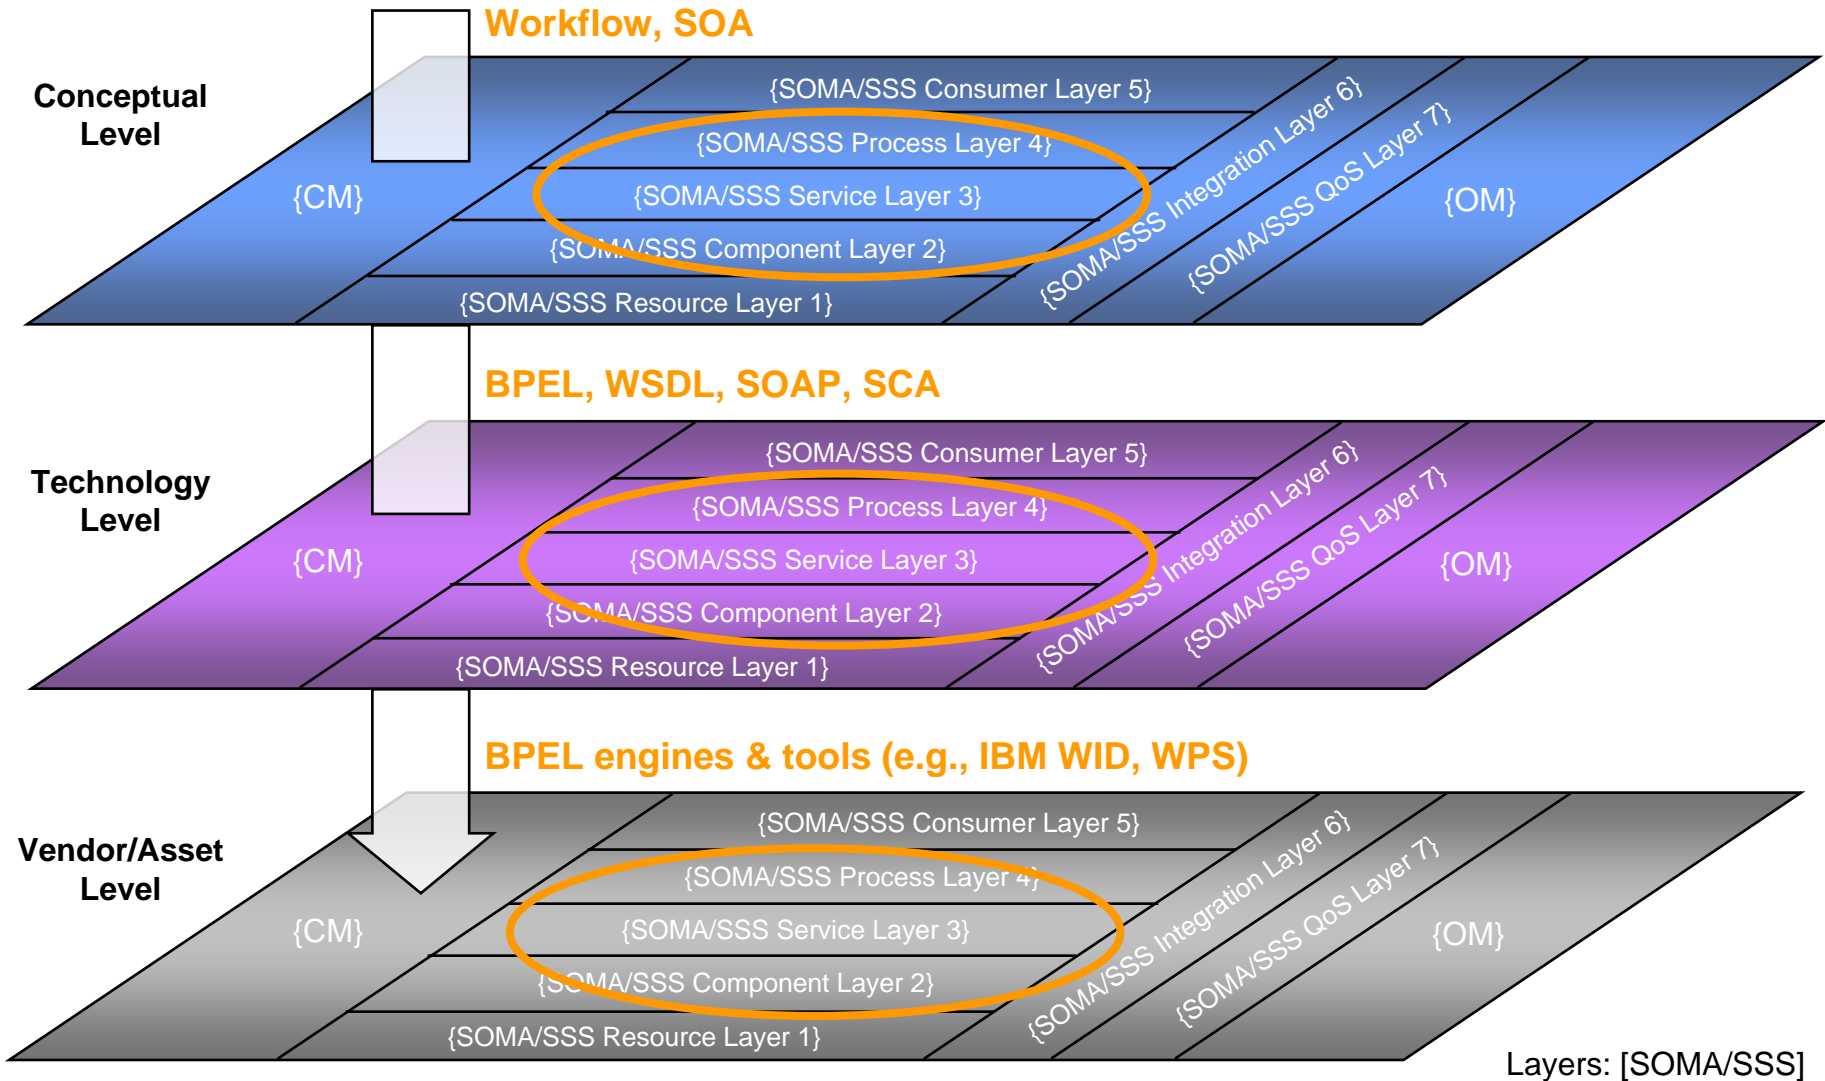 Workflow, SOA
Conceptual
Level
{SOMA/SSS Consumer Layer 5}
{SOMA/SSS Process Layer 4}
{CM}
{SOMA/SSS Service Layer 3}
{SOMA/SSS Component Layer 2}
{SOMA/SSS Resource Layer 1}
{SOMA/SSS Integration Layer 6}
{SOMA/SSS QoS Layer 7}
{OM}
BPEL, WSDL, SOAP, SCA
Technology
Level
{SOMA/SSS Consumer Layer 5}
{SOMA/SSS Process Layer 4}
{CM}
{SOMA/SSS Service Layer 3}
{SOMA/SSS Component Layer 2}
{SOMA/SSS Resource Layer 1}
{SOMA/SSS Integration Layer 6}
{SOMA/SSS QoS Layer 7}
{OM}
BPEL engines & tools (e.g., IBM WID, WPS)
Vendor/Asset
Level
{SOMA/SSS Consumer Layer 5}
{SOMA/SSS Process Layer 4}
{CM}
{SOMA/SSS Service Layer 3}
{SOMA/SSS Component Layer 2}
{SOMA/SSS Resource Layer 1}
{SOMA/SSS Integration Layer 6}
{SOMA/SSS QoS Layer 7}
{OM}
Layers: [SOMA/SSS]